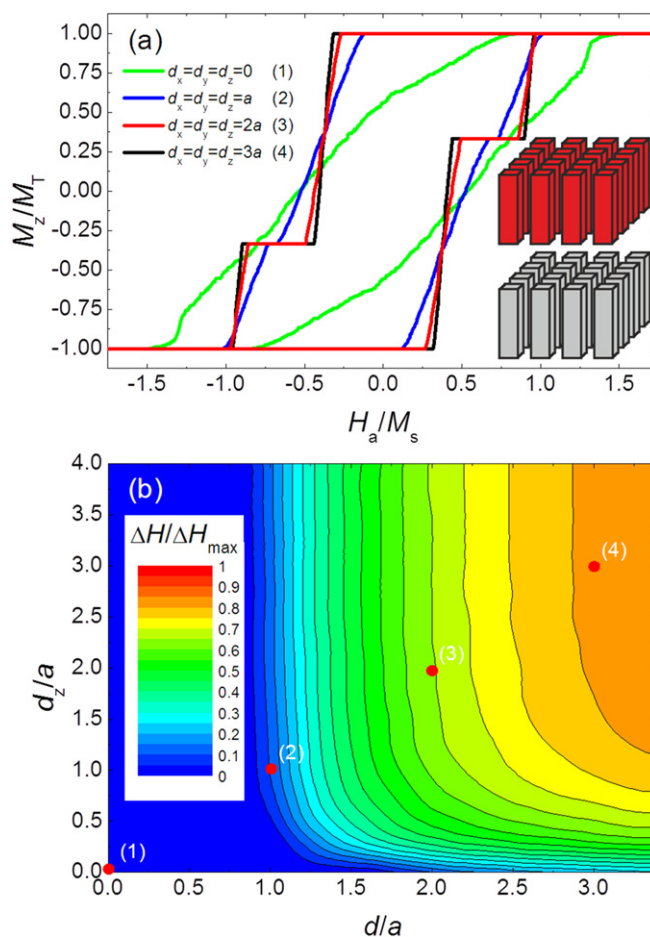 (a)
d_x=d_y=d_z=0 (1)
d_x=d_y=d_z=a (2)
d_x=d_y=d_z=2a (3)
d_x=d_y=d_z=3a (4)
1.00
0.75
0.50
0.25
0.00
-0.25
-0.50
-0.75
-1.00
M_z/M_T
-1.5 -1.0 -0.5 0.0 0.5 1.0 1.5
H_a/M_s
(b)
ΔH/ΔH_max
1
0.9
0.8
0.7
0.6
0.5
0.4
0.3
0.2
0.1
0
(1)
(2)
(3)
(4)
4.0
3.5
3.0
2.5
2.0
1.5
1.0
0.5
0.0
d_z/a
0.0 0.5 1.0 1.5 2.0 2.5 3.0
d/a